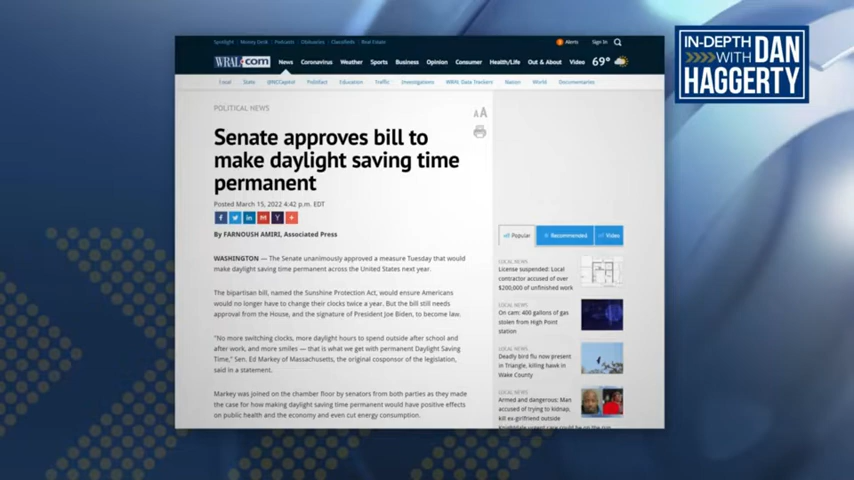 Spotlight Money Desk Podcasts Obituaries Classifieds Real Estate
Alerts Sign In
IN-DEPTH
WITH
DAN
HAGGERTY
WRAL.com News Coronavirus Weather Sports Business Opinion Consumer Health/Life Out & About Video 69°
Local State @NCCapitol PolitiFact Education Traffic Investigations WRAL Data Trackers Nation World Documentaries
POLITICAL NEWS
AA
Senate approves bill to
make daylight saving time
permanent
Posted March 15, 2022 4:42 p.m. EDT
By FARNOUSH AMIRI, Associated Press
WASHINGTON — The Senate unanimously approved a measure Tuesday that would
make daylight saving time permanent across the United States next year.
The bipartisan bill, named the Sunshine Protection Act, would ensure Americans
would no longer have to change their clocks twice a year. But the bill still needs
approval from the House, and the signature of President Joe Biden, to become law.
"No more switching clocks, more daylight hours to spend outside after school and
after work, and more smiles — that is what we get with permanent Daylight Saving
Time," Sen. Ed Markey of Massachusetts, the original cosponsor of the legislation,
said in a statement.
Markey was joined on the chamber floor by senators from both parties as they made
the case for how making daylight saving time permanent would have positive effects
on public health and the economy and even cut energy consumption.
Popular Recommended Video
LOCAL NEWS
License suspended: Local
contractor accused of over
$200,000 of unfinished work
LOCAL NEWS
On cam: 400 gallons of gas
stolen from High Point
station
LOCAL NEWS
Deadly bird flu now present
in Triangle, killing hawk in
Wake County
LOCAL NEWS
Armed and dangerous: Man
accused of trying to kidnap,
kill ex-girlfriend outside